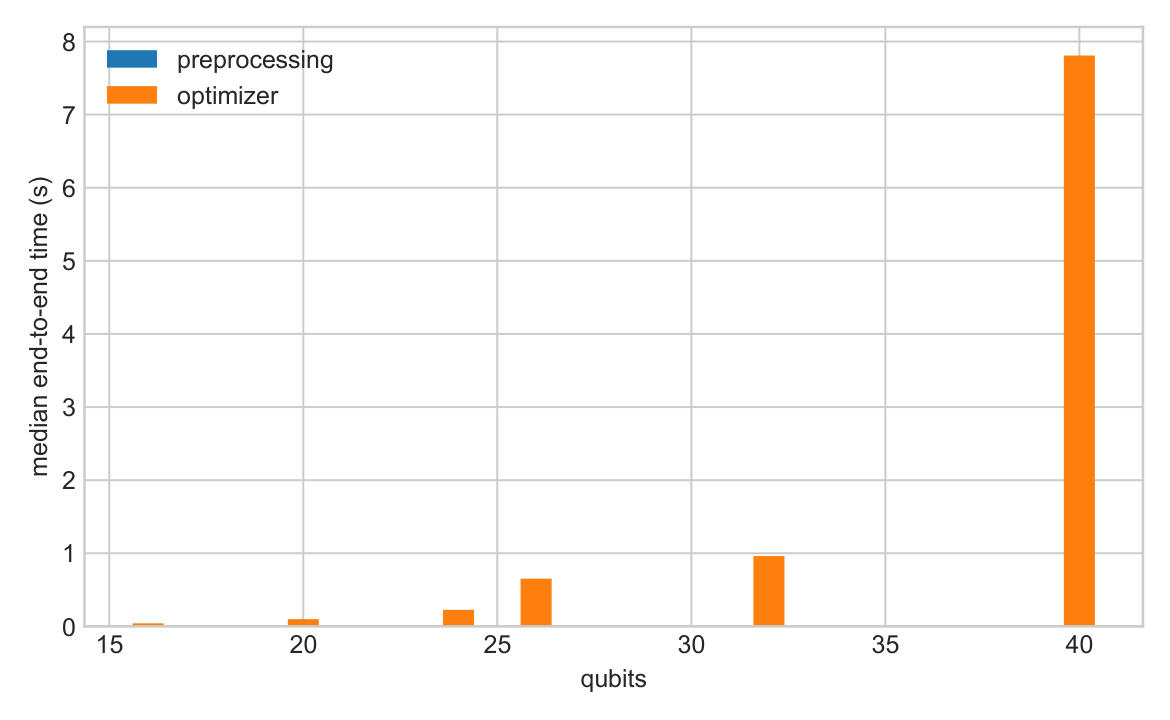 preprocessing
optimizer
8
7
6
5
4
3
2
1
0
median end-to-end time (s)
15 20 25 30 35 40
qubits